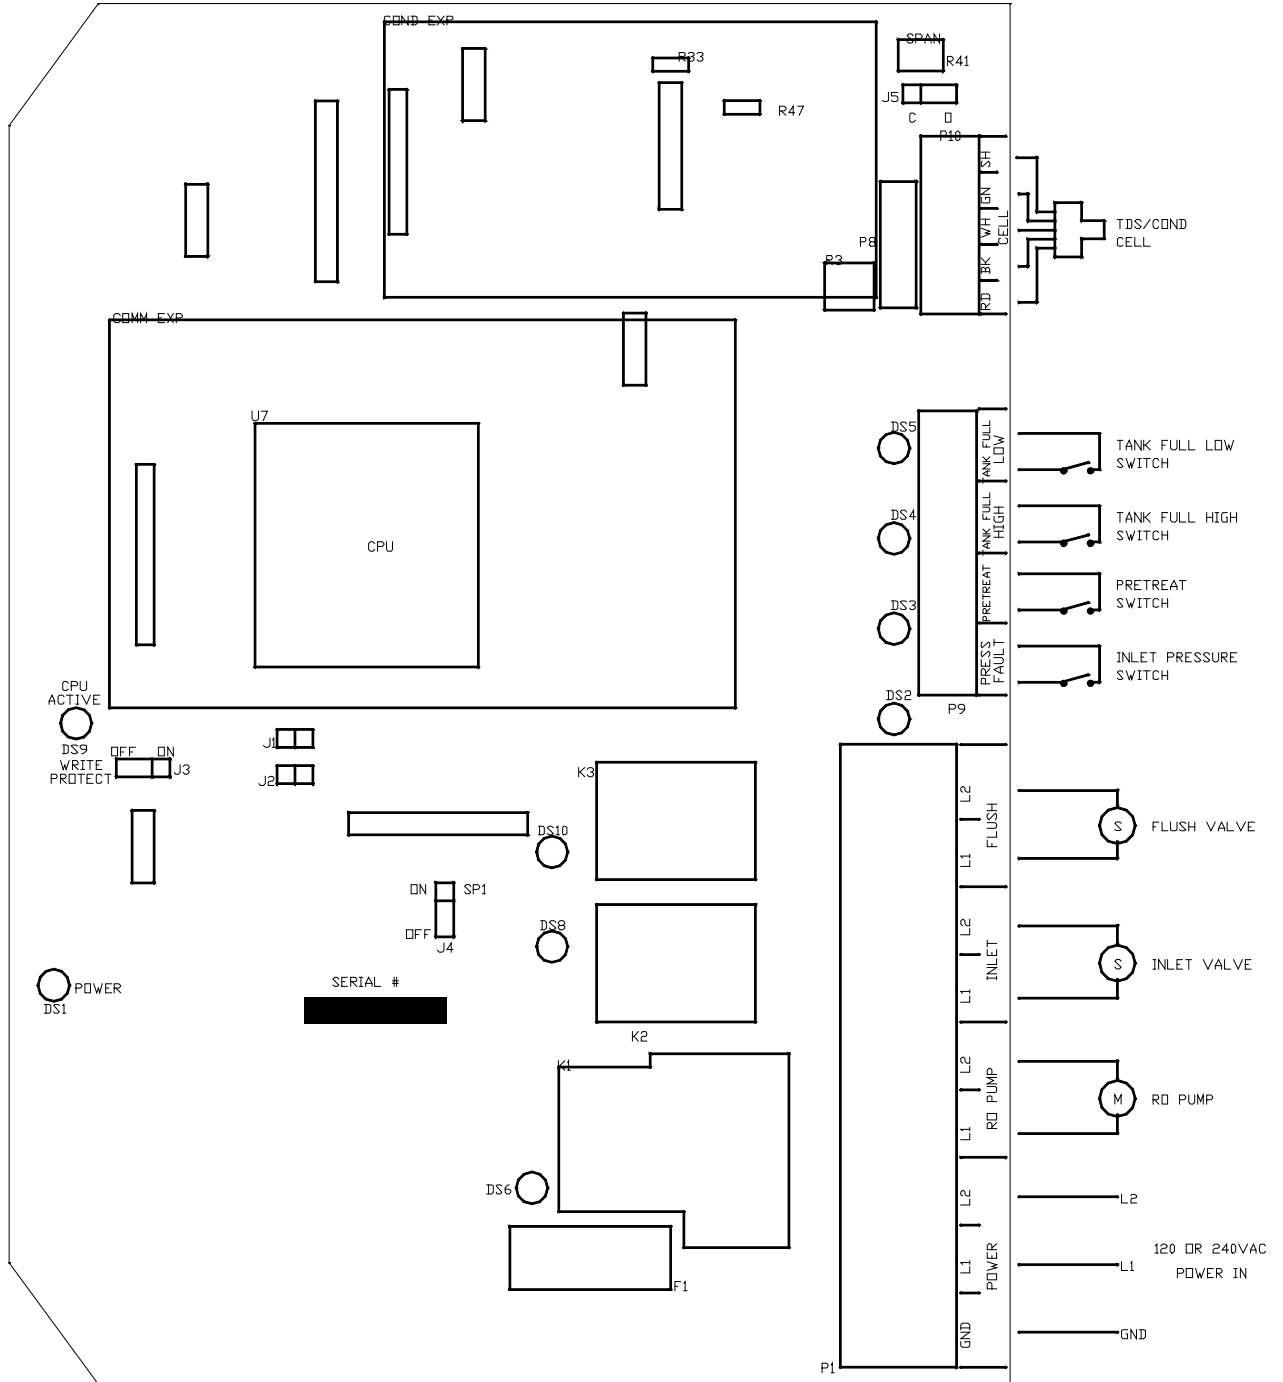 COND EXP
SPAN
R33
R41
J5
R47
C O
P10
SH
GN
WH
BK
RD
CELL
TDS/COND
CELL
P8
R3
COMM EXP
U7
CPU
DS5
TANK FULL
LOW
TANK FULL LOW
SWITCH
DS4
TANK FULL
HIGH
TANK FULL HIGH
SWITCH
DS3
PRETREAT
PRETREAT
SWITCH
PRESS
FAULT
INLET PRESSURE
SWITCH
DS2
P9
CPU
ACTIVE
DS9
OFF ON
WRITE
PROTECT
J3
J1
J2
K3
DS10
L2
L1
FLUSH
S
FLUSH VALVE
ON
SP1
OFF
J4
DS8
L2
L1
INLET
S
INLET VALVE
POWER
DS1
SERIAL #
K2
K1
L2
L1
RO PUMP
M
RO PUMP
DS6
F1
L2
L1
GND
POWER
L2
L1
GND
120 OR 240VAC
POWER IN
P1